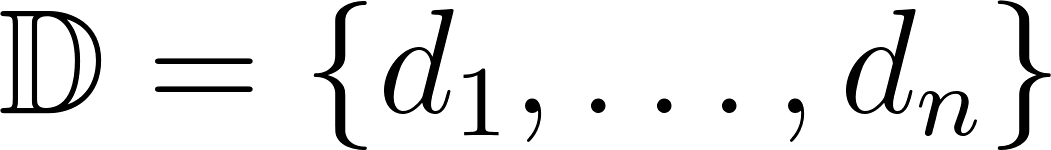 𝔻 = {d₁, . . . , dₙ}